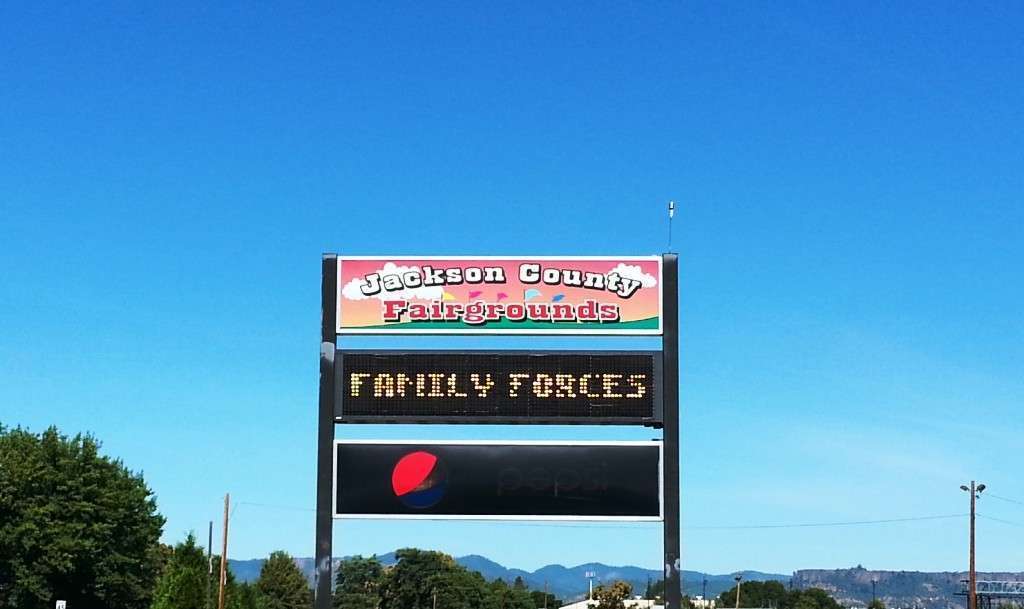 Jackson County
Fairgrounds
FAMILY FORCES
pepsi